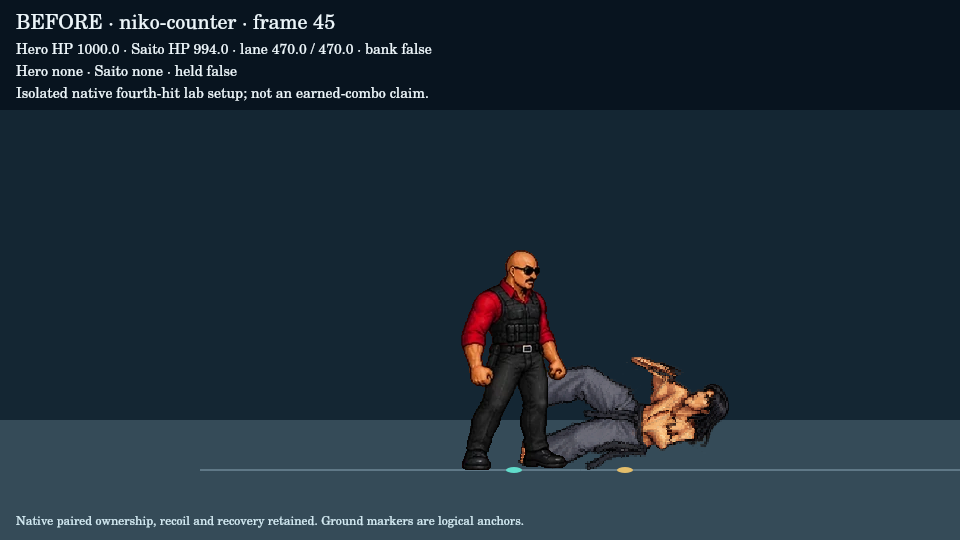 BEFORE · niko-counter · frame 45
Hero HP 1000.0 · Saito HP 994.0 · lane 470.0 / 470.0 · bank false
Hero none · Saito none · held false
Isolated native fourth-hit lab setup; not an earned-combo claim.
Native paired ownership, recoil and recovery retained. Ground markers are logical anchors.